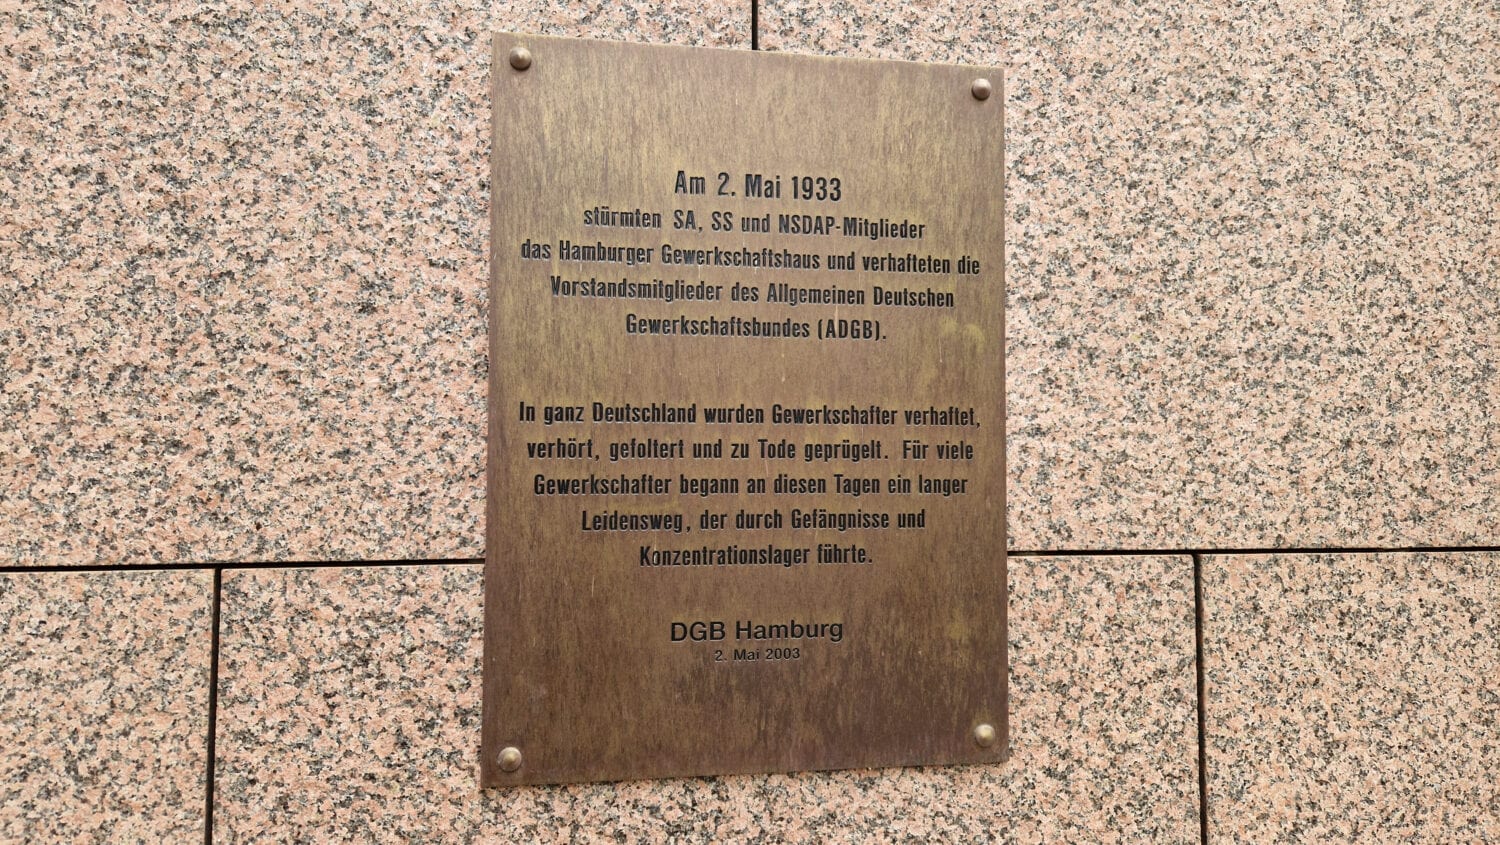 Am 2. Mai 1933
stürmten SA, SS und NSDAP-Mitglieder
das Hamburger Gewerkschaftshaus und verhafteten die
Vorstandsmitglieder des Allgemeinen Deutschen
Gewerkschaftsbundes (ADGB).
In ganz Deutschland wurden Gewerkschafter verhaftet,
verhört, gefoltert und zu Tode geprügelt. Für viele
Gewerkschafter begann an diesen Tagen ein langer
Leidensweg, der durch Gefängnisse und
Konzentrationslager führte.
DGB Hamburg
2. Mai 2003